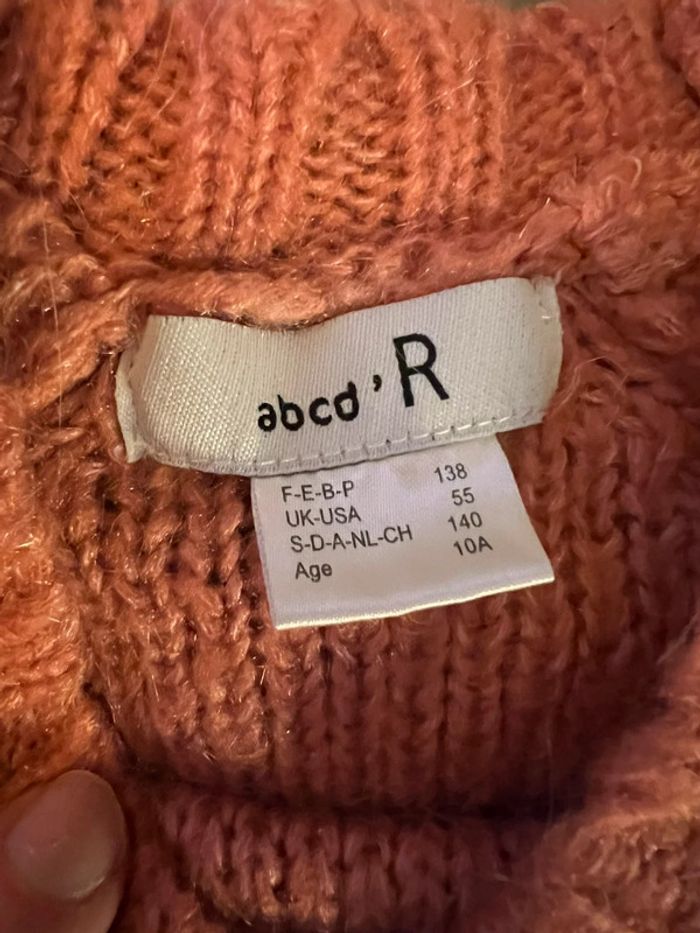 abcd'R
F-E-B-P 138
UK-USA 55
S-D-A-NL-CH 140
Age 10A